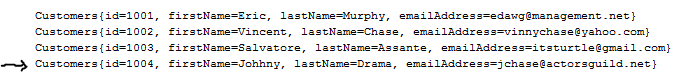 Customers{id=1001, firstName=Eric, lastName=Murphy, emailAddress=edawg@management.net}
Customers{id=1002, firstName=Vincent, lastName=Chase, emailAddress=vinnychase@yahoo.com}
Customers{id=1003, firstName=Salvatore, lastName=Assante, emailAddress=itsturtle@gmail.com}
Customers{id=1004, firstName=Johhny, lastName=Drama, emailAddress=jchase@actorsguild.net}